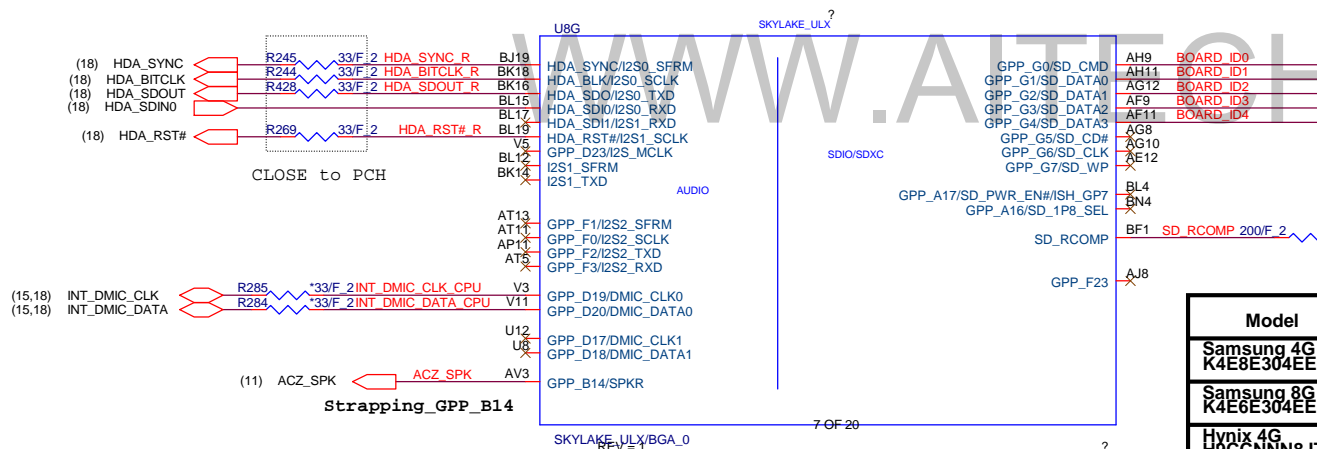 ?
U8G
SKYLAKE_ULX
WWW.AITECH
(18) HDA_SYNC R245 33/F_2 HDA_SYNC_R BJ19 HDA_SYNC/I2S0_SFRM
(18) HDA_BITCLK R244 33/F_2 HDA_BITCLK_R BK18 HDA_BLK/I2S0_SCLK
(18) HDA_SDOUT R428 33/F_2 HDA_SDOUT_R BK16 HDA_SDO/I2S0_TXD
(18) HDA_SDIN0 BL15 HDA_SDI0/I2S0_RXD
BL17 HDA_SDI1/I2S1_RXD
(18) HDA_RST# R269 33/F_2 HDA_RST#_R BL19 HDA_RST#/I2S1_SCLK
V5 GPP_D23/I2S_MCLK
BL12 I2S1_SFRM
BK14 I2S1_TXD
CLOSE to PCH
AUDIO
AT13 GPP_F1/I2S2_SFRM
AT11 GPP_F0/I2S2_SCLK
AP11 GPP_F2/I2S2_TXD
AT5 GPP_F3/I2S2_RXD
(15,18) INT_DMIC_CLK R285 *33/F_2 INT_DMIC_CLK_CPU V3 GPP_D19/DMIC_CLK0
(15,18) INT_DMIC_DATA R284 *33/F_2 INT_DMIC_DATA_CPU V11 GPP_D20/DMIC_DATA0
U12 GPP_D17/DMIC_CLK1
U8 GPP_D18/DMIC_DATA1
(11) ACZ_SPK ACZ_SPK AV3 GPP_B14/SPKR
Strapping_GPP_B14
GPP_G0/SD_CMD AH9 BOARD_ID0
GPP_G1/SD_DATA0 AH11 BOARD_ID1
GPP_G2/SD_DATA1 AG12 BOARD_ID2
GPP_G3/SD_DATA2 AF9 BOARD_ID3
GPP_G4/SD_DATA3 AF11 BOARD_ID4
GPP_G5/SD_CD# AG8
GPP_G6/SD_CLK AG10
GPP_G7/SD_WP AE12
SDIO/SDXC
GPP_A17/SD_PWR_EN#/ISH_GP7 BL4
GPP_A16/SD_1P8_SEL BN4
SD_RCOMP BF1 SD_RCOMP 200/F_2
GPP_F23 AJ8
7 OF 20
SKYLAKE_ULX/BGA_0
REV = 1
?
Model
Samsung 4G
K4E8E304EE
Samsung 8G
K4E6E304EE
Hynix 4G